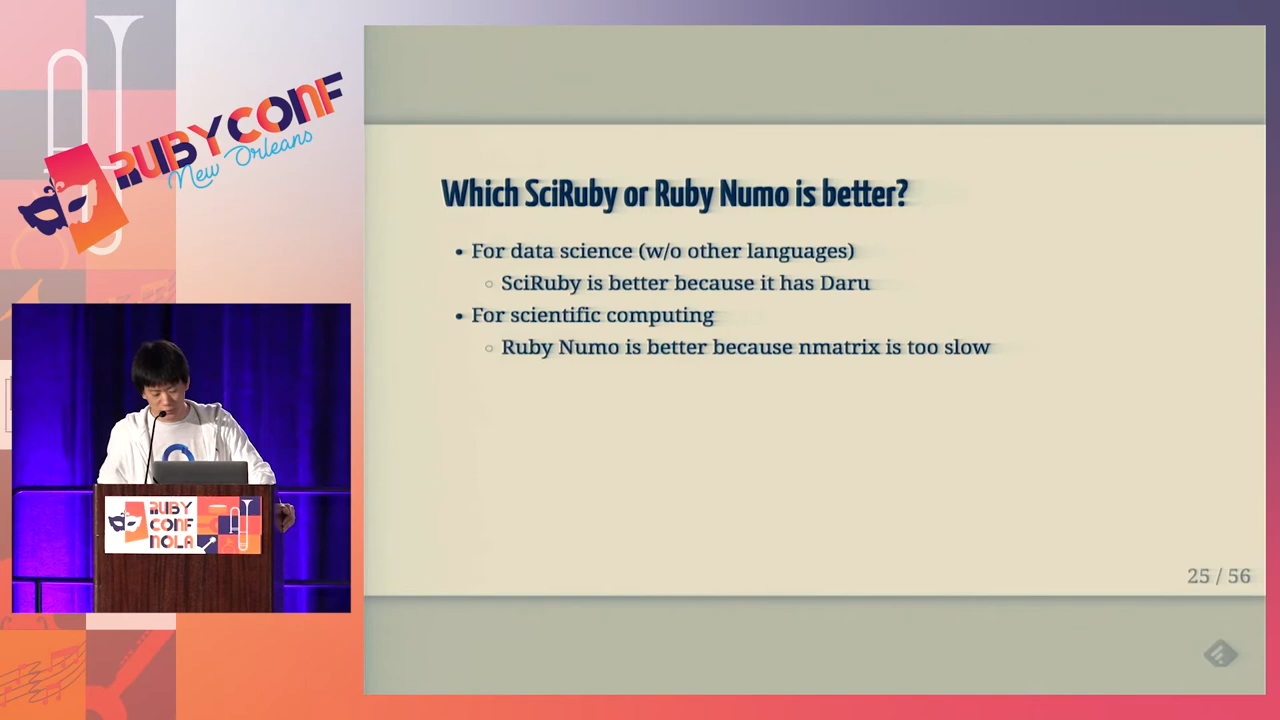 RUBYCONF
New Orleans
Which SciRuby or Ruby Numo is better?
• For data science (w/o other languages)
○ SciRuby is better because it has Daru
• For scientific computing
○ Ruby Numo is better because nmatrix is too slow
25 / 56
RUBY
CONF
NOLA